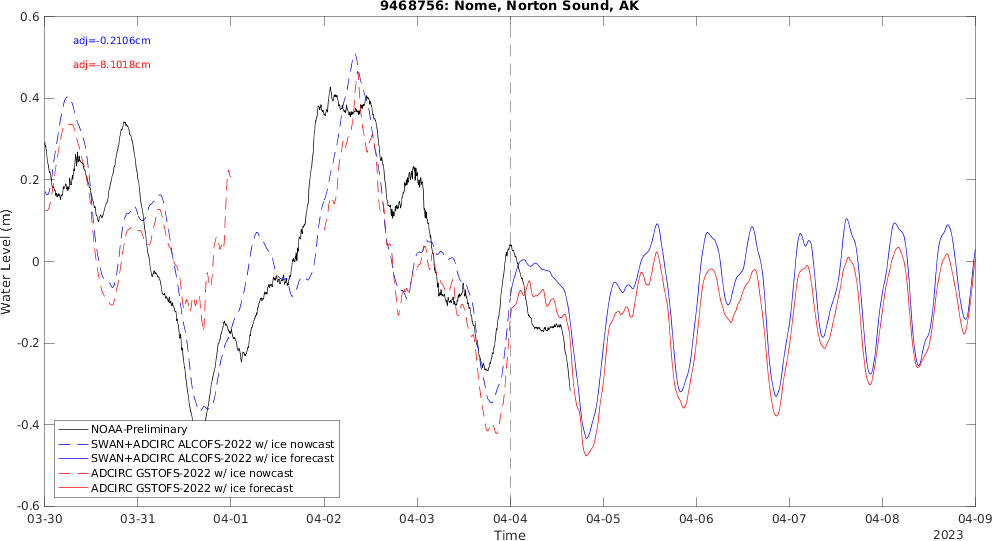 9468756: Nome, Norton Sound, AK
0.6
adj=-0.2106cm
adj=-8.1018cm
0.4
0.2
0
-0.2
-0.4
-0.6
Water Level (m)
NOAA-Preliminary
SWAN+ADCIRC ALCOFS-2022 w/ ice nowcast
SWAN+ADCIRC ALCOFS-2022 w/ ice forecast
ADCIRC GSTOFS-2022 w/ ice nowcast
ADCIRC GSTOFS-2022 w/ ice forecast
03-30 03-31 04-01 04-02 04-03 04-04 04-05 04-06 04-07 04-08 04-09
Time
2023